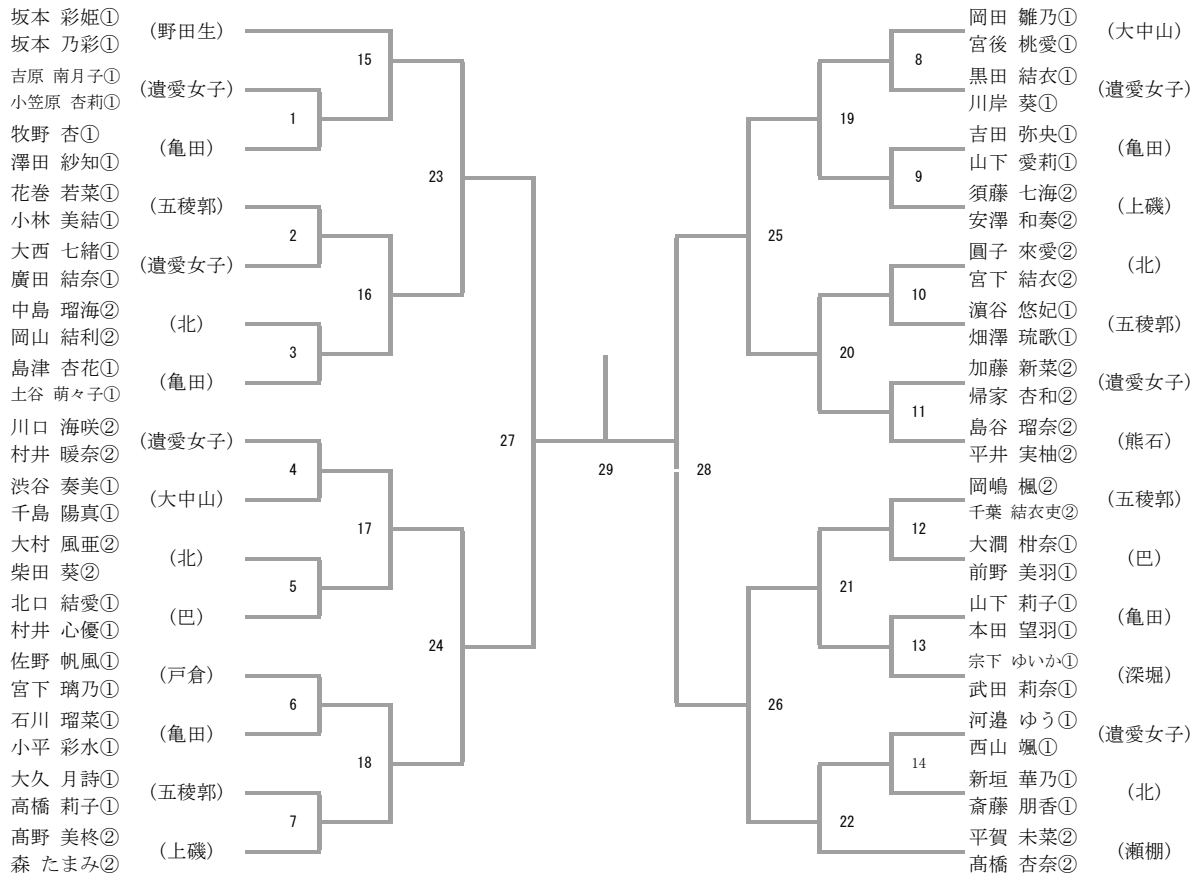 坂本 彩姫①
坂本 乃彩①
(野田生)
吉原 南月子①
小笠原 杏莉①
(遺愛女子)
牧野 杏①
澤田 紗知①
(亀田)
花巻 若菜①
小林 美結①
(五稜郭)
大西 七緒①
廣田 結奈①
(遺愛女子)
中島 瑠海②
岡山 結利②
(北)
島津 杏花①
土谷 萌々子①
(亀田)
川口 海咲②
村井 暖奈②
(遺愛女子)
渋谷 奏美①
千島 陽真①
(大中山)
大村 風亜②
柴田 葵②
(北)
北口 結愛①
村井 心優①
(巴)
佐野 帆風①
宮下 璃乃①
(戸倉)
石川 瑠菜①
小平 彩水①
(亀田)
大久 月詩①
高橋 莉子①
(五稜郭)
髙野 美柊②
森 たまみ②
(上磯)
15
1
23
2
16
3
27
4
17
5
24
6
18
7
29
28
8
19
9
25
10
20
11
12
21
13
26
14
22
岡田 雛乃①
宮後 桃愛①
(大中山)
黒田 結衣①
川岸 葵①
(遺愛女子)
吉田 弥央①
山下 愛莉①
(亀田)
須藤 七海②
安澤 和奏②
(上磯)
圓子 來愛②
宮下 結衣②
(北)
濵谷 悠妃①
畑澤 琉歌①
(五稜郭)
加藤 新菜②
帰家 杏和②
(遺愛女子)
島谷 瑠奈②
平井 実柚②
(熊石)
岡嶋 楓②
千葉 結衣吏②
(五稜郭)
大澗 柑奈①
前野 美羽①
(巴)
山下 莉子①
本田 望羽①
(亀田)
宗下 ゆいか①
武田 莉奈①
(深堀)
河邉 ゆう①
西山 颯①
(遺愛女子)
新垣 華乃①
斎藤 朋香①
(北)
平賀 未菜②
髙橋 杏奈②
(瀬棚)